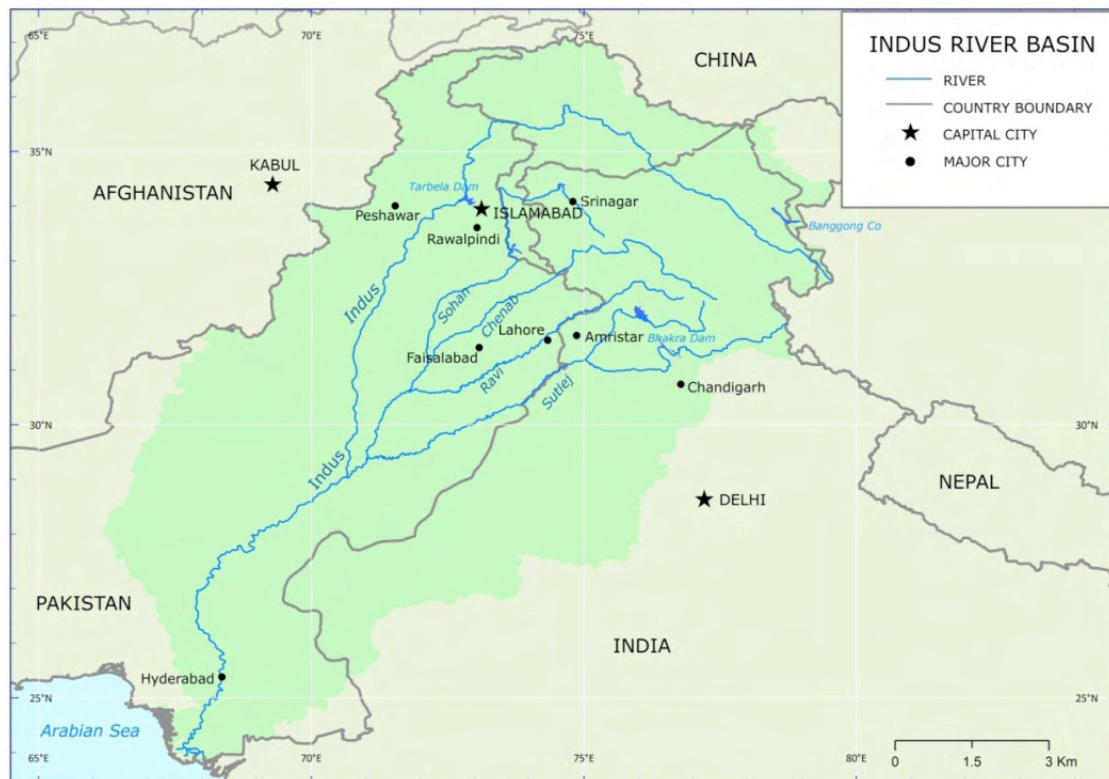 65°E
70°E
75°E
INDUS RIVER BASIN
RIVER
COUNTRY BOUNDARY
CAPITAL CITY
MAJOR CITY
CHINA
35°N
KABUL
AFGHANISTAN
Tarbela Dam
Peshawar
ISLAMABAD
Rawalpindi
Srinagar
Banggong Co
Indus
Sohan
Chenab
Lahore
Amristar
Bhakra Dam
Faisalabad
Ravi
Sutlej
Chandigarh
30°N
30°N
Indus
NEPAL
DELHI
PAKISTAN
INDIA
Hyderabad
25°N
25°N
Arabian Sea
0 1.5 3 Km
65°E
70°E
75°E
80°E